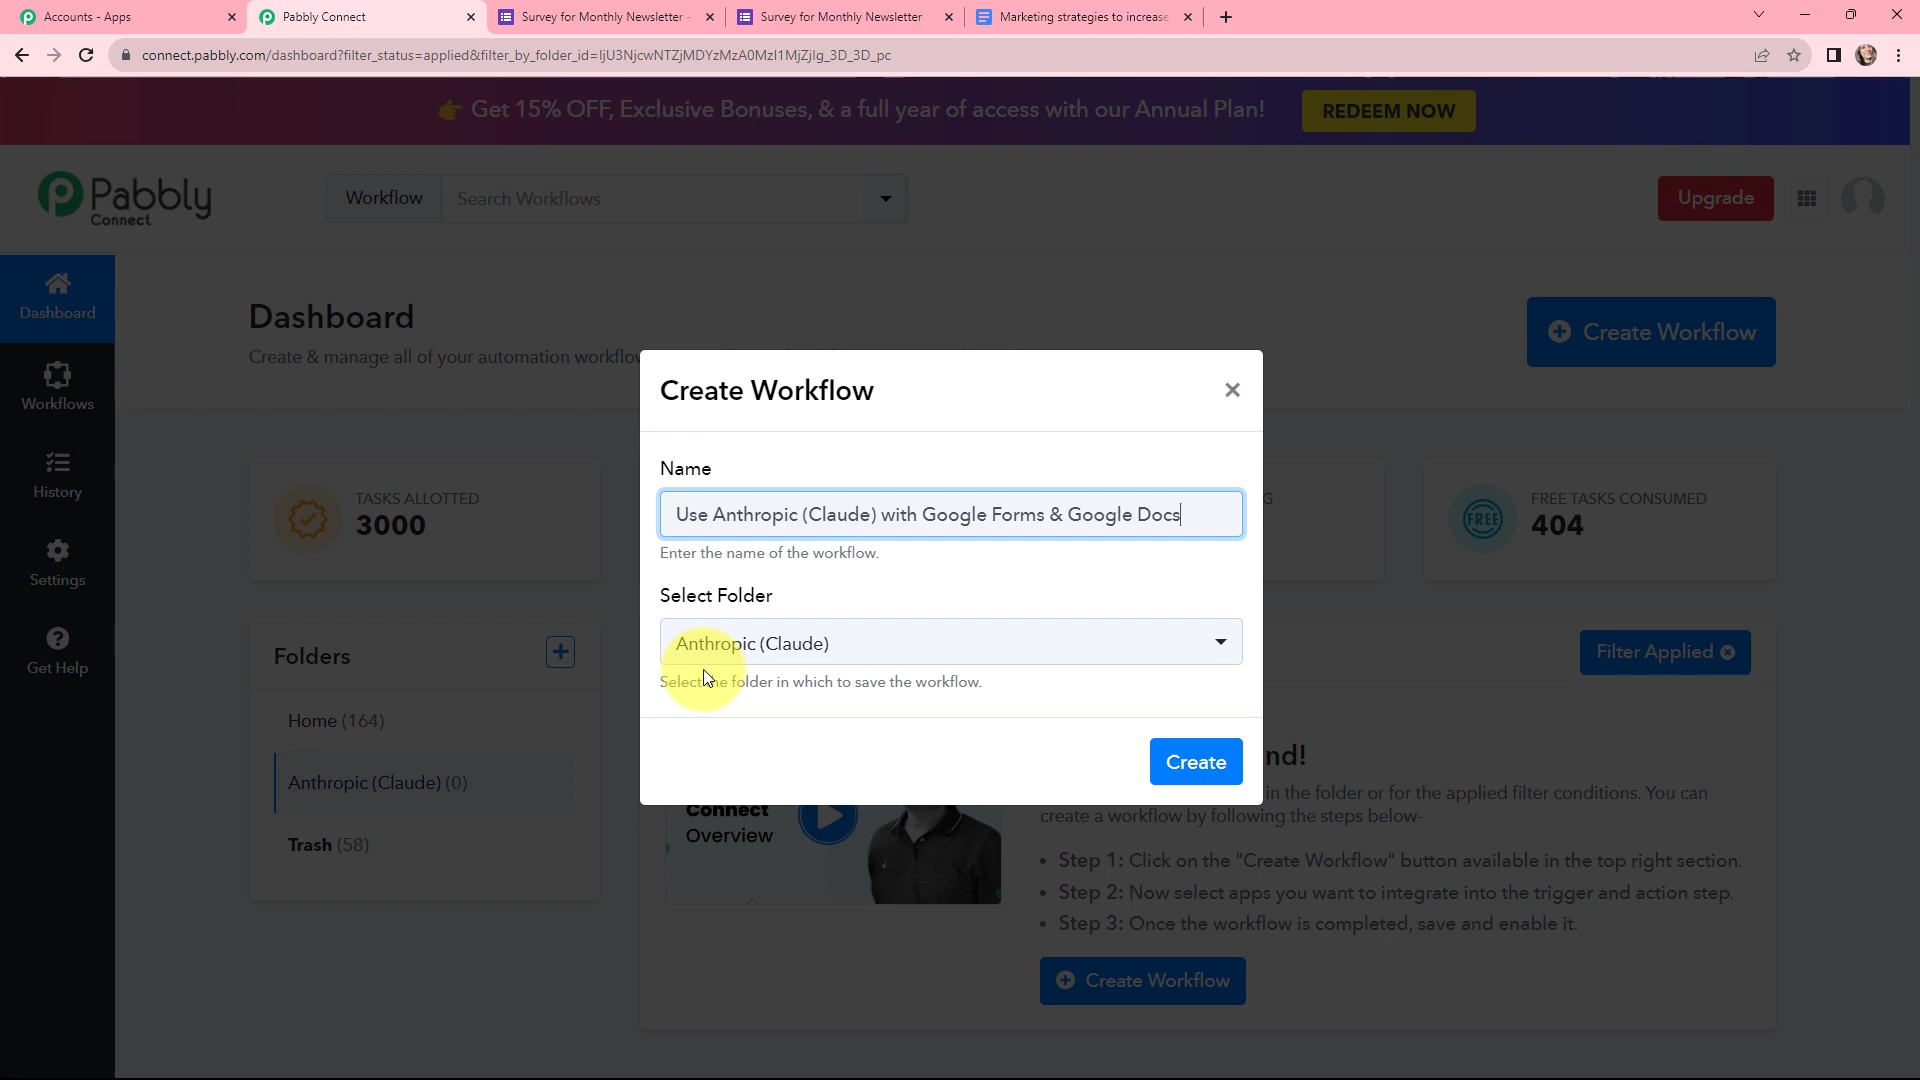 Accounts - Apps
Pabbly Connect
Survey for Monthly Newsletter -
Survey for Monthly Newsletter
Marketing strategies to increase
connect.pabbly.com/dashboard?filter_status=applied&filter_by_folder_id=IjU3NjcwNTZjMDYzMzA0MzI1MjZjIg_3D_3D_pc
Get 15% OFF, Exclusive Bonuses, & a full year of access with our Annual Plan!
REDEEM NOW
Pabbly
Connect
Workflow
Search Workflows
Upgrade
Dashboard
Workflows
History
Settings
Get Help
Dashboard
Create & manage all of your automation
Create Workflow
TASKS ALLOTTED
3000
FREE TASKS CONSUMED
FREE
404
Folders
Home (164)
Anthropic (Claude) (0)
Trash (58)
Filter Applied
Create Workflow
Name
Use Anthropic (Claude) with Google Forms & Google Docs
Enter the name of the workflow.
Select Folder
Anthropic (Claude)
Select the folder in which to save the workflow.
Create
Connect
Overview
in the folder or for the applied filter conditions. You can
create a workflow by following the steps below-
Step 1: Click on the "Create Workflow" button available in the top right section.
Step 2: Now select apps you want to integrate into the trigger and action step.
Step 3: Once the workflow is completed, save and enable it.
Create Workflow